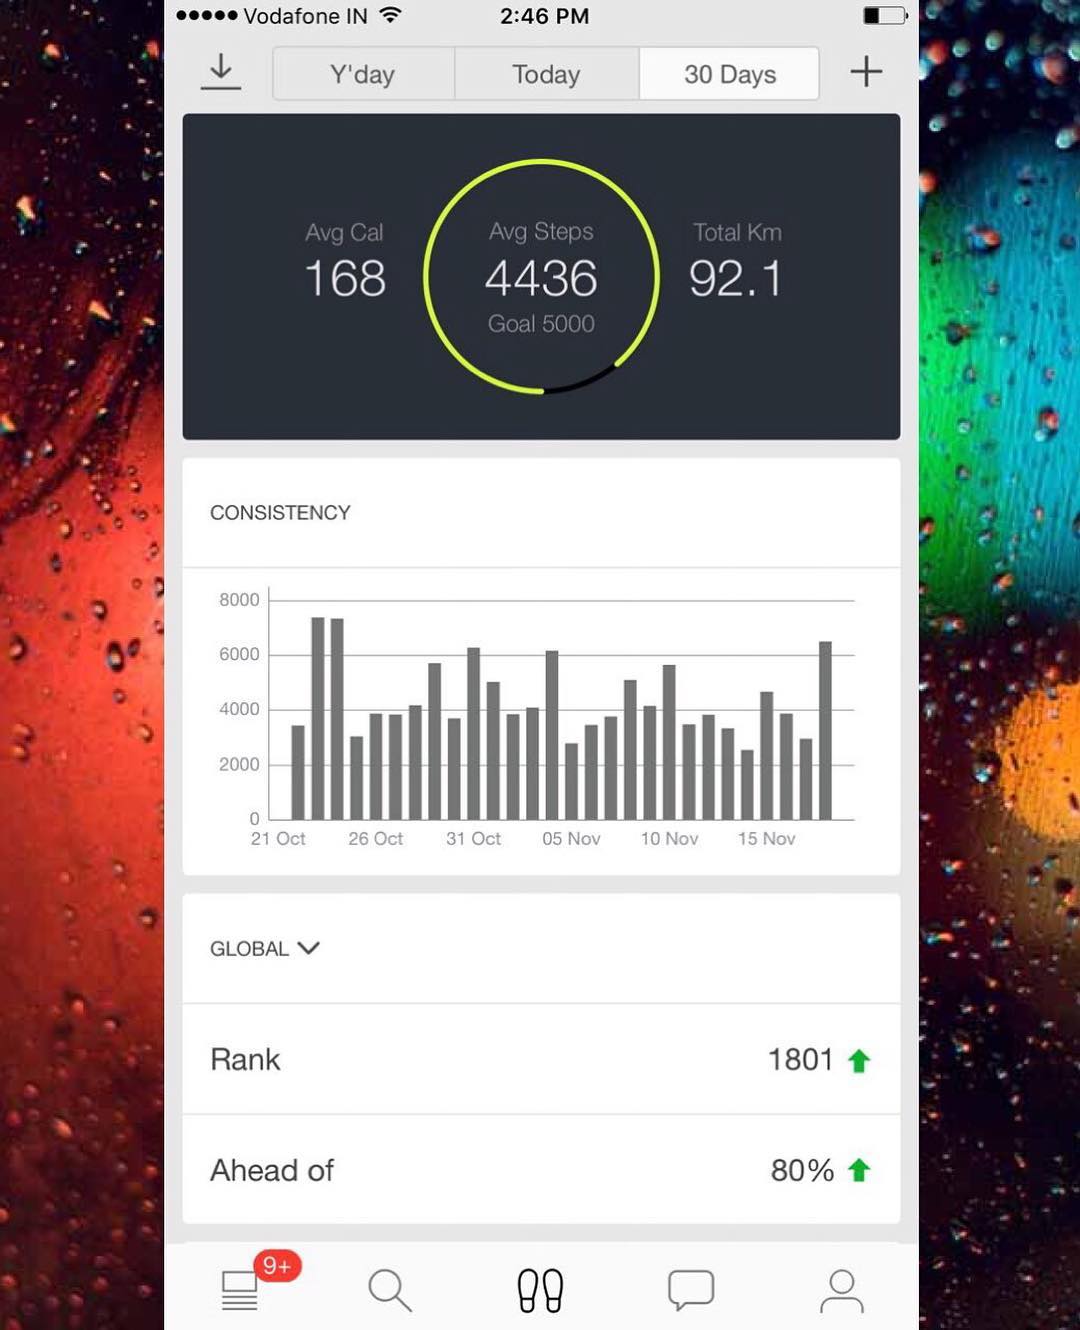 Vodafone IN 2:46 PM
Y'day Today 30 Days
Avg Cal Avg Steps Total Km
168 4436 92.1
Goal 5000
CONSISTENCY
8000
6000
4000
2000
0
21 Oct 26 Oct 31 Oct 05 Nov 10 Nov 15 Nov
GLOBAL
Rank 1801
Ahead of 80%
9+